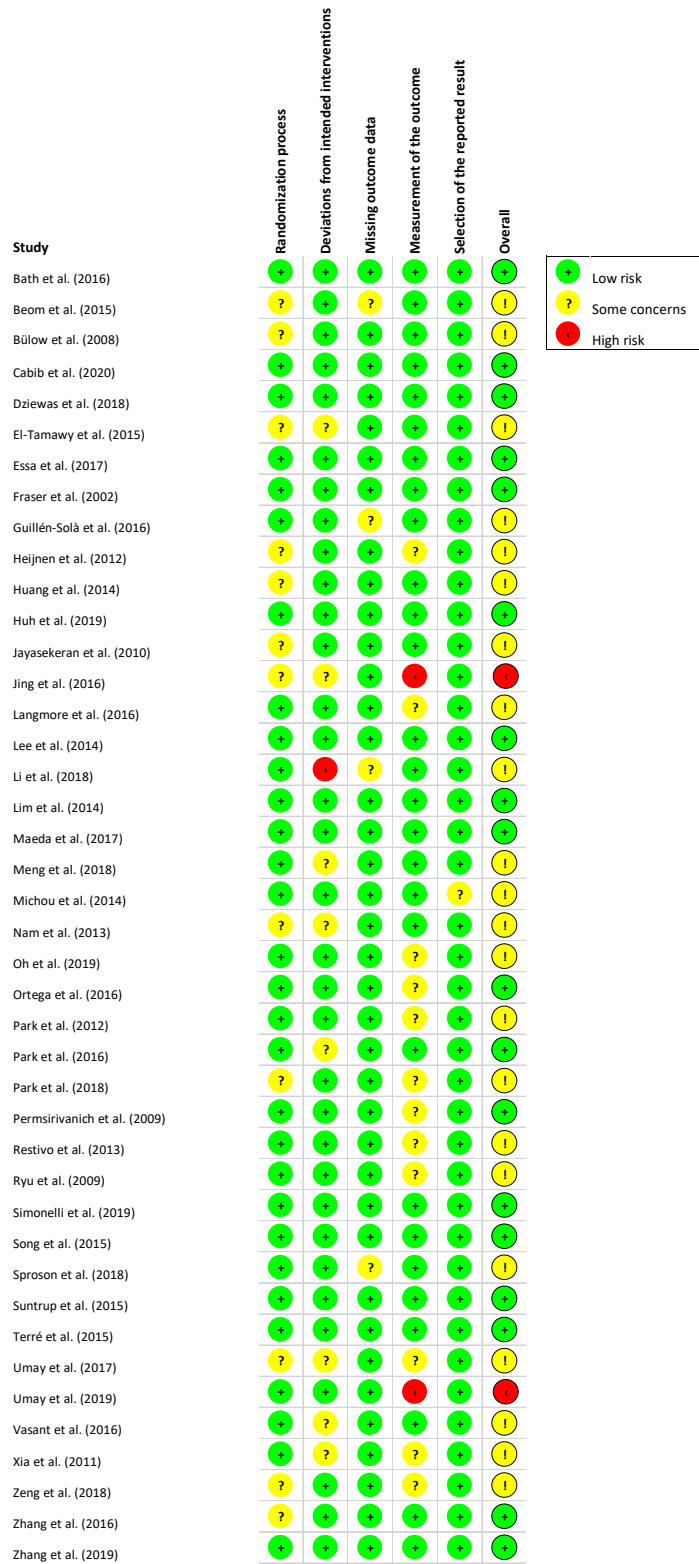 Study	Randomization process	Deviations from intended interventions	Missing outcome data	Measurement of the outcome	Selection of the reported result	Overall
Bath et al. (2016)	+	+	+	+	+	+
Beom et al. (2015)	?	+	?	+	+	!
Bülow et al. (2008)	?	+	+	+	+	!
Cabib et al. (2020)	+	+	+	+	+	+
Dziewas et al. (2018)	+	+	+	+	+	+
El-Tamawy et al. (2015)	?	?	+	+	+	!
Essa et al. (2017)	+	+	+	+	+	+
Fraser et al. (2002)	+	+	+	+	+	+
Guillén-Solà et al. (2016)	+	+	?	+	+	!
Heijnen et al. (2012)	?	+	+	?	+	!
Huang et al. (2014)	?	+	+	+	+	!
Huh et al. (2019)	+	+	+	+	+	+
Jayasekeran et al. (2010)	?	+	+	+	+	!
Jing et al. (2016)	?	?	+	‹	+	‹
Langmore et al. (2016)	+	+	+	?	+	!
Lee et al. (2014)	+	+	+	+	+	+
Li et al. (2018)	+	‹	?	+	+	!
Lim et al. (2014)	+	+	+	+	+	+
Maeda et al. (2017)	+	+	+	+	+	+
Meng et al. (2018)	+	?	+	+	+	!
Michou et al. (2014)	+	+	+	+	?	!
Nam et al. (2013)	?	?	+	+	+	!
Oh et al. (2019)	+	+	+	?	+	!
Ortega et al. (2016)	+	+	+	?	+	+
Park et al. (2012)	+	+	+	?	+	!
Park et al. (2016)	+	?	+	+	+	+
Park et al. (2018)	?	+	+	?	+	!
Permsirivanich et al. (2009)	+	+	+	?	+	+
Restivo et al. (2013)	+	+	+	?	+	!
Ryu et al. (2009)	+	+	+	?	+	!
Simonelli et al. (2019)	+	+	+	+	+	+
Song et al. (2015)	+	+	+	+	+	+
Sproson et al. (2018)	+	+	?	+	+	!
Suntrup et al. (2015)	+	+	+	+	+	+
Terré et al. (2015)	+	+	+	+	+	+
Umay et al. (2017)	?	?	+	?	+	!
Umay et al. (2019)	+	+	+	‹	+	‹
Vasant et al. (2016)	+	?	+	+	+	!
Xia et al. (2011)	+	?	+	?	+	!
Zeng et al. (2018)	?	+	+	?	+	!
Zhang et al. (2016)	?	+	+	+	+	+
Zhang et al. (2019)	+	+	+	+	+	+
+ Low risk
? Some concerns
‹ High risk